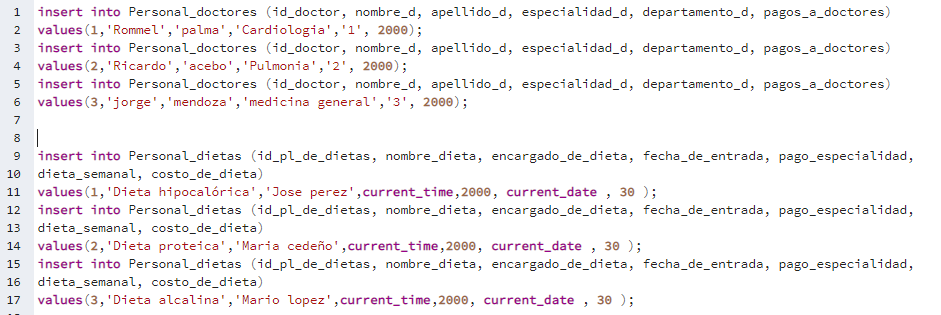 1 insert into Personal_doctores (id_doctor, nombre_d, apellido_d, especialidad_d, departamento_d, pagos_a_doctores)
2 values(1,'Rommel','palma','Cardiologia','1', 2000);
3 insert into Personal_doctores (id_doctor, nombre_d, apellido_d, especialidad_d, departamento_d, pagos_a_doctores)
4 values(2,'Ricardo','acebo','Pulmonia','2', 2000);
5 insert into Personal_doctores (id_doctor, nombre_d, apellido_d, especialidad_d, departamento_d, pagos_a_doctores)
6 values(3,'jorge','mendoza','medicina general','3', 2000);
7
8
9 insert into Personal_dietas (id_pl_de_dietas, nombre_dieta, encargado_de_dieta, fecha_de_entrada, pago_especialidad,
10 dieta_semanal, costo_de_dieta)
11 values(1,'Dieta hipocalórica','Jose perez',current_time,2000, current_date , 30 );
12 insert into Personal_dietas (id_pl_de_dietas, nombre_dieta, encargado_de_dieta, fecha_de_entrada, pago_especialidad,
13 dieta_semanal, costo_de_dieta)
14 values(2,'Dieta proteica','Maria cedeño',current_time,2000, current_date , 30 );
15 insert into Personal_dietas (id_pl_de_dietas, nombre_dieta, encargado_de_dieta, fecha_de_entrada, pago_especialidad,
16 dieta_semanal, costo_de_dieta)
17 values(3,'Dieta alcalina','Mario lopez',current_time,2000, current_date , 30 );